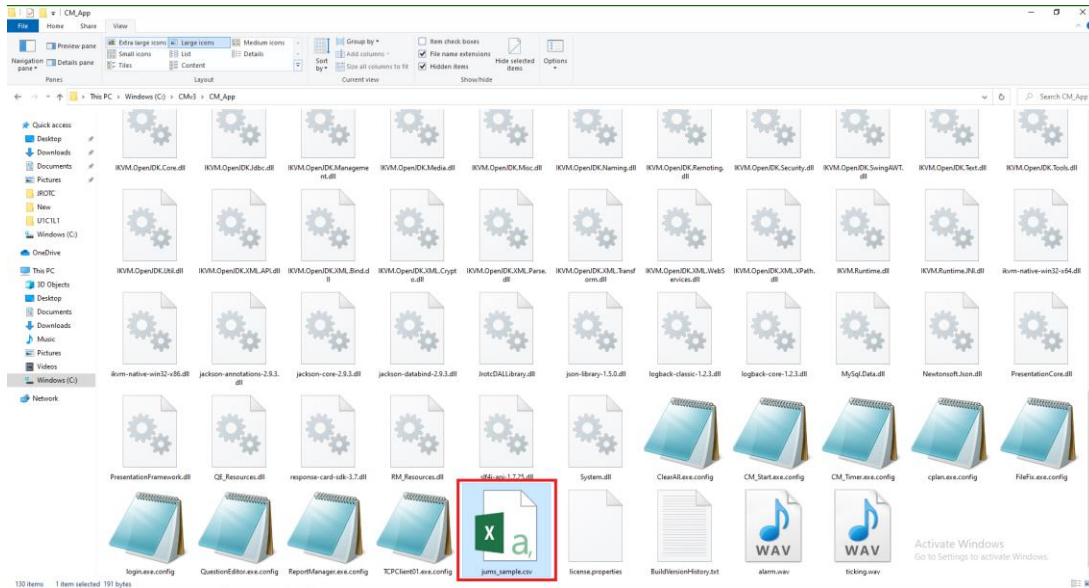 CM_App
File Home Share View
Navigation pane
Preview pane
Details pane
Panes
Extra large icons Large icons Medium icons
Small icons List Details
Tiles Content
Layout
Sort by
Group by
Add columns
Size all columns to fit
Current view
Item check boxes
File name extensions
Hidden items
Hide selected items
Show/hide
Options
This PC > Windows (C:) > CMv3 > CM_App
Search CM_App
Quick access
Desktop
Downloads
Documents
Pictures
JROTC
New
U1C1L1
Windows (C:)
OneDrive
This PC
3D Objects
Desktop
Documents
Downloads
Music
Pictures
Videos
Windows (C:)
Network
IKVM.OpenJDK.Core.dll
IKVM.OpenJDK.Jdbc.dll
IKVM.OpenJDK.Manageme
nt.dll
IKVM.OpenJDK.Media.dll
IKVM.OpenJDK.Misc.dll
IKVM.OpenJDK.Naming.dll
IKVM.OpenJDK.Remoting.
dll
IKVM.OpenJDK.Security.dll
IKVM.OpenJDK.SwingAWT.
dll
IKVM.OpenJDK.Text.dll
IKVM.OpenJDK.Tools.dll
IKVM.OpenJDK.Util.dll
IKVM.OpenJDK.XML.API.dll
IKVM.OpenJDK.XML.Bind.d
ll
IKVM.OpenJDK.XML.Crypt
o.dll
IKVM.OpenJDK.XML.Parse.
dll
IKVM.OpenJDK.XML.Transf
orm.dll
IKVM.OpenJDK.XML.WebS
ervices.dll
IKVM.OpenJDK.XML.XPath.
dll
IKVM.Runtime.dll
IKVM.Runtime.JNI.dll
ikvm-native-win32-x64.dll
ikvm-native-win32-x86.dll
jackson-annotations-2.9.3.
dll
jackson-core-2.9.3.dll
jackson-databind-2.9.3.dll
JrotcDALLibrary.dll
json-library-1.5.0.dll
logback-classic-1.2.3.dll
logback-core-1.2.3.dll
MySql.Data.dll
Newtonsoft.Json.dll
PresentationCore.dll
PresentationFramework.dll
QE_Resources.dll
response-card-sdk-3.7.dll
RM_Resources.dll
slf4j-api-1.7.25.dll
System.dll
ClearAll.exe.config
CM_Start.exe.config
CM_Timer.exe.config
cplan.exe.config
FileFix.exe.config
login.exe.config
QuestionEditor.exe.config
ReportManager.exe.config
TCPClient01.exe.config
X a,
jums_sample.csv
license.properties
BuildVersionHistory.txt
WAV
alarm.wav
WAV
ticking.wav
Activate Windows
Go to Settings to activate Windows.
130 items 1 item selected 191 bytes